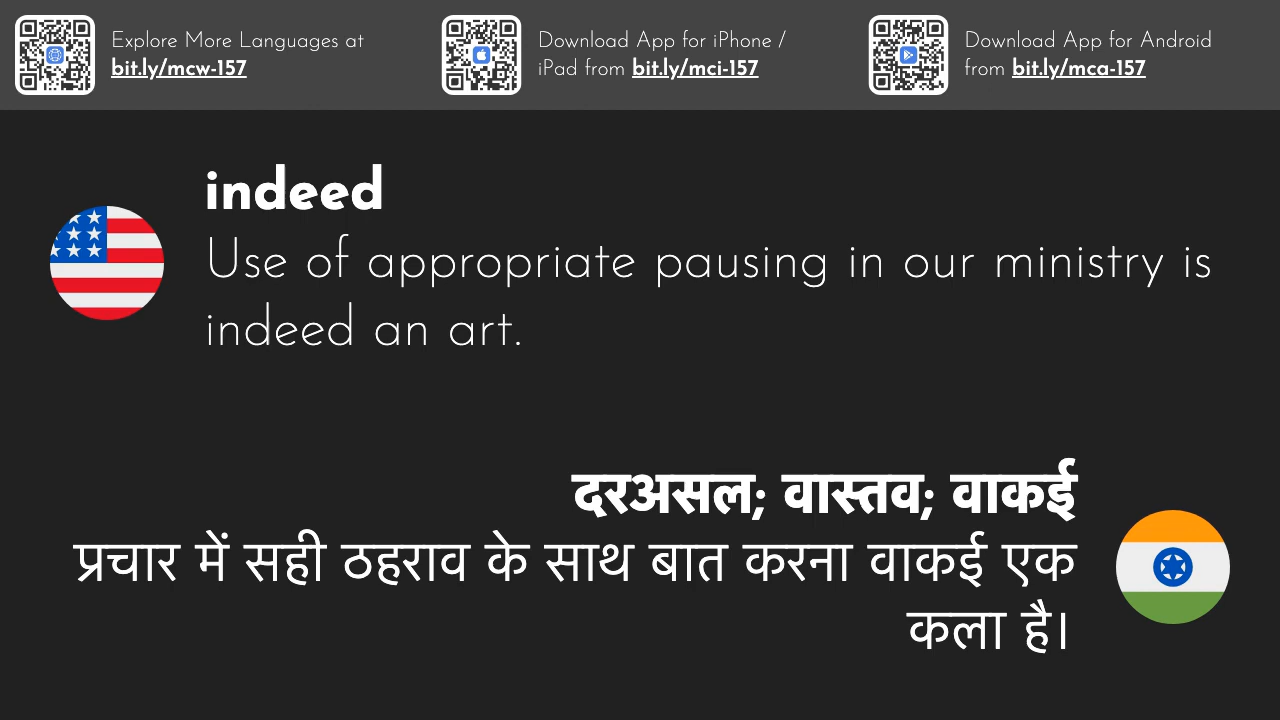 Explore More Languages at
bit.ly/mcw-157
Download App for iPhone /
iPad from bit.ly/mci-157
Download App for Android
from bit.ly/mca-157
indeed
Use of appropriate pausing in our ministry is
indeed an art.
दरअसल; वास्तव; वाकई
प्रचार में सही ठहराव के साथ बात करना वाकई एक
कला है।